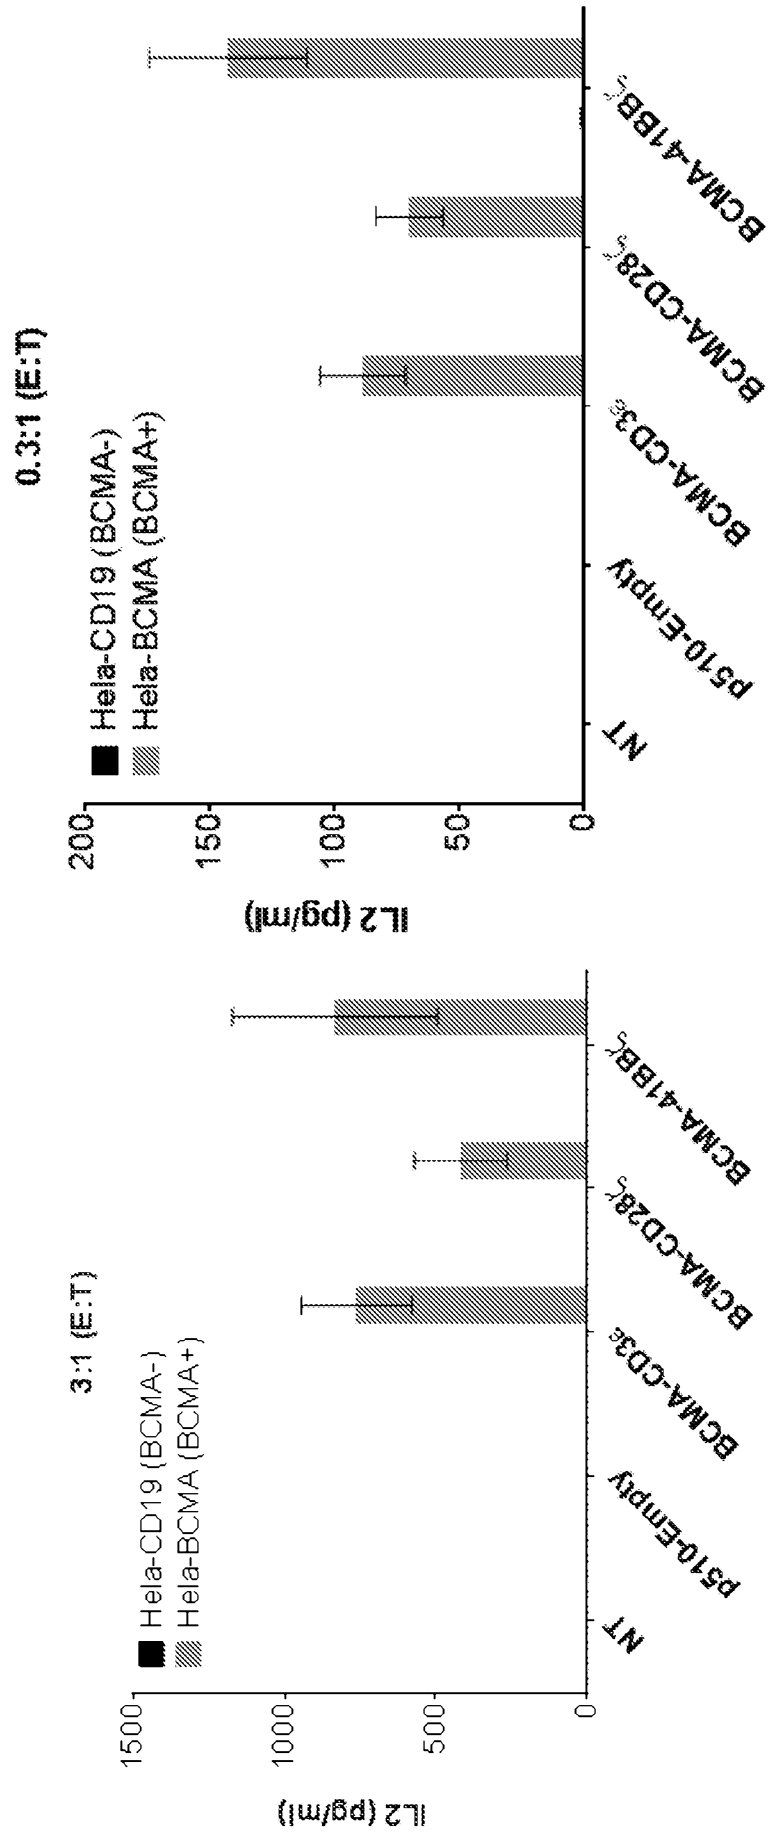 3:1 (E:T)
Hela-CD19 (BCMA-)
Hela-BCMA (BCMA+)
IL2 (pg/ml)
1500
1000
500
0
NT
p510-Empty
BCMA-CD3ε
BCMA-CD28ζ
BCMA-41BBζ
0.3:1 (E:T)
Hela-CD19 (BCMA-)
Hela-BCMA (BCMA+)
IL2 (pg/ml)
200
150
100
50
0
NT
p510-Empty
BCMA-CD3ε
BCMA-CD28ζ
BCMA-41BBζ